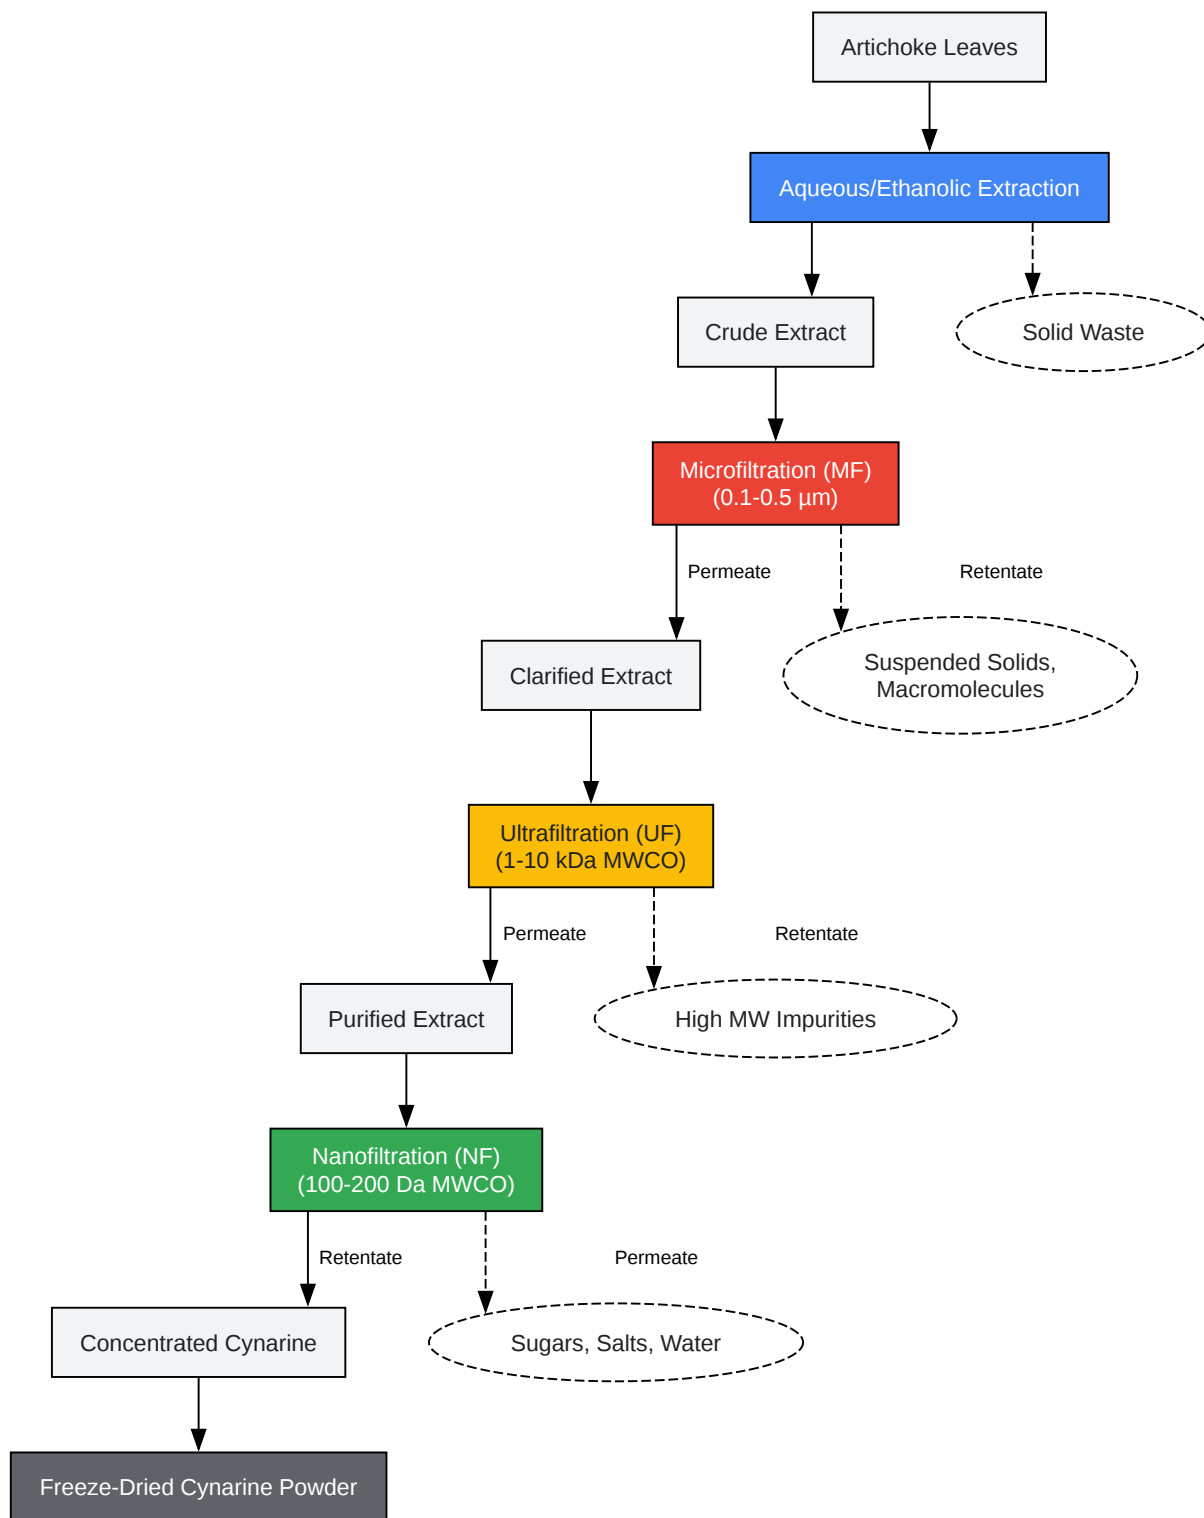 Artichoke Leaves
Aqueous/Ethanolic Extraction
Crude Extract
Solid Waste
Microfiltration (MF)
(0.1-0.5 µm)
Permeate
Retentate
Clarified Extract
Suspended Solids,
Macromolecules
Ultrafiltration (UF)
(1-10 kDa MWCO)
Permeate
Retentate
Purified Extract
High MW Impurities
Nanofiltration (NF)
(100-200 Da MWCO)
Retentate
Permeate
Concentrated Cynarine
Sugars, Salts, Water
Freeze-Dried Cynarine Powder